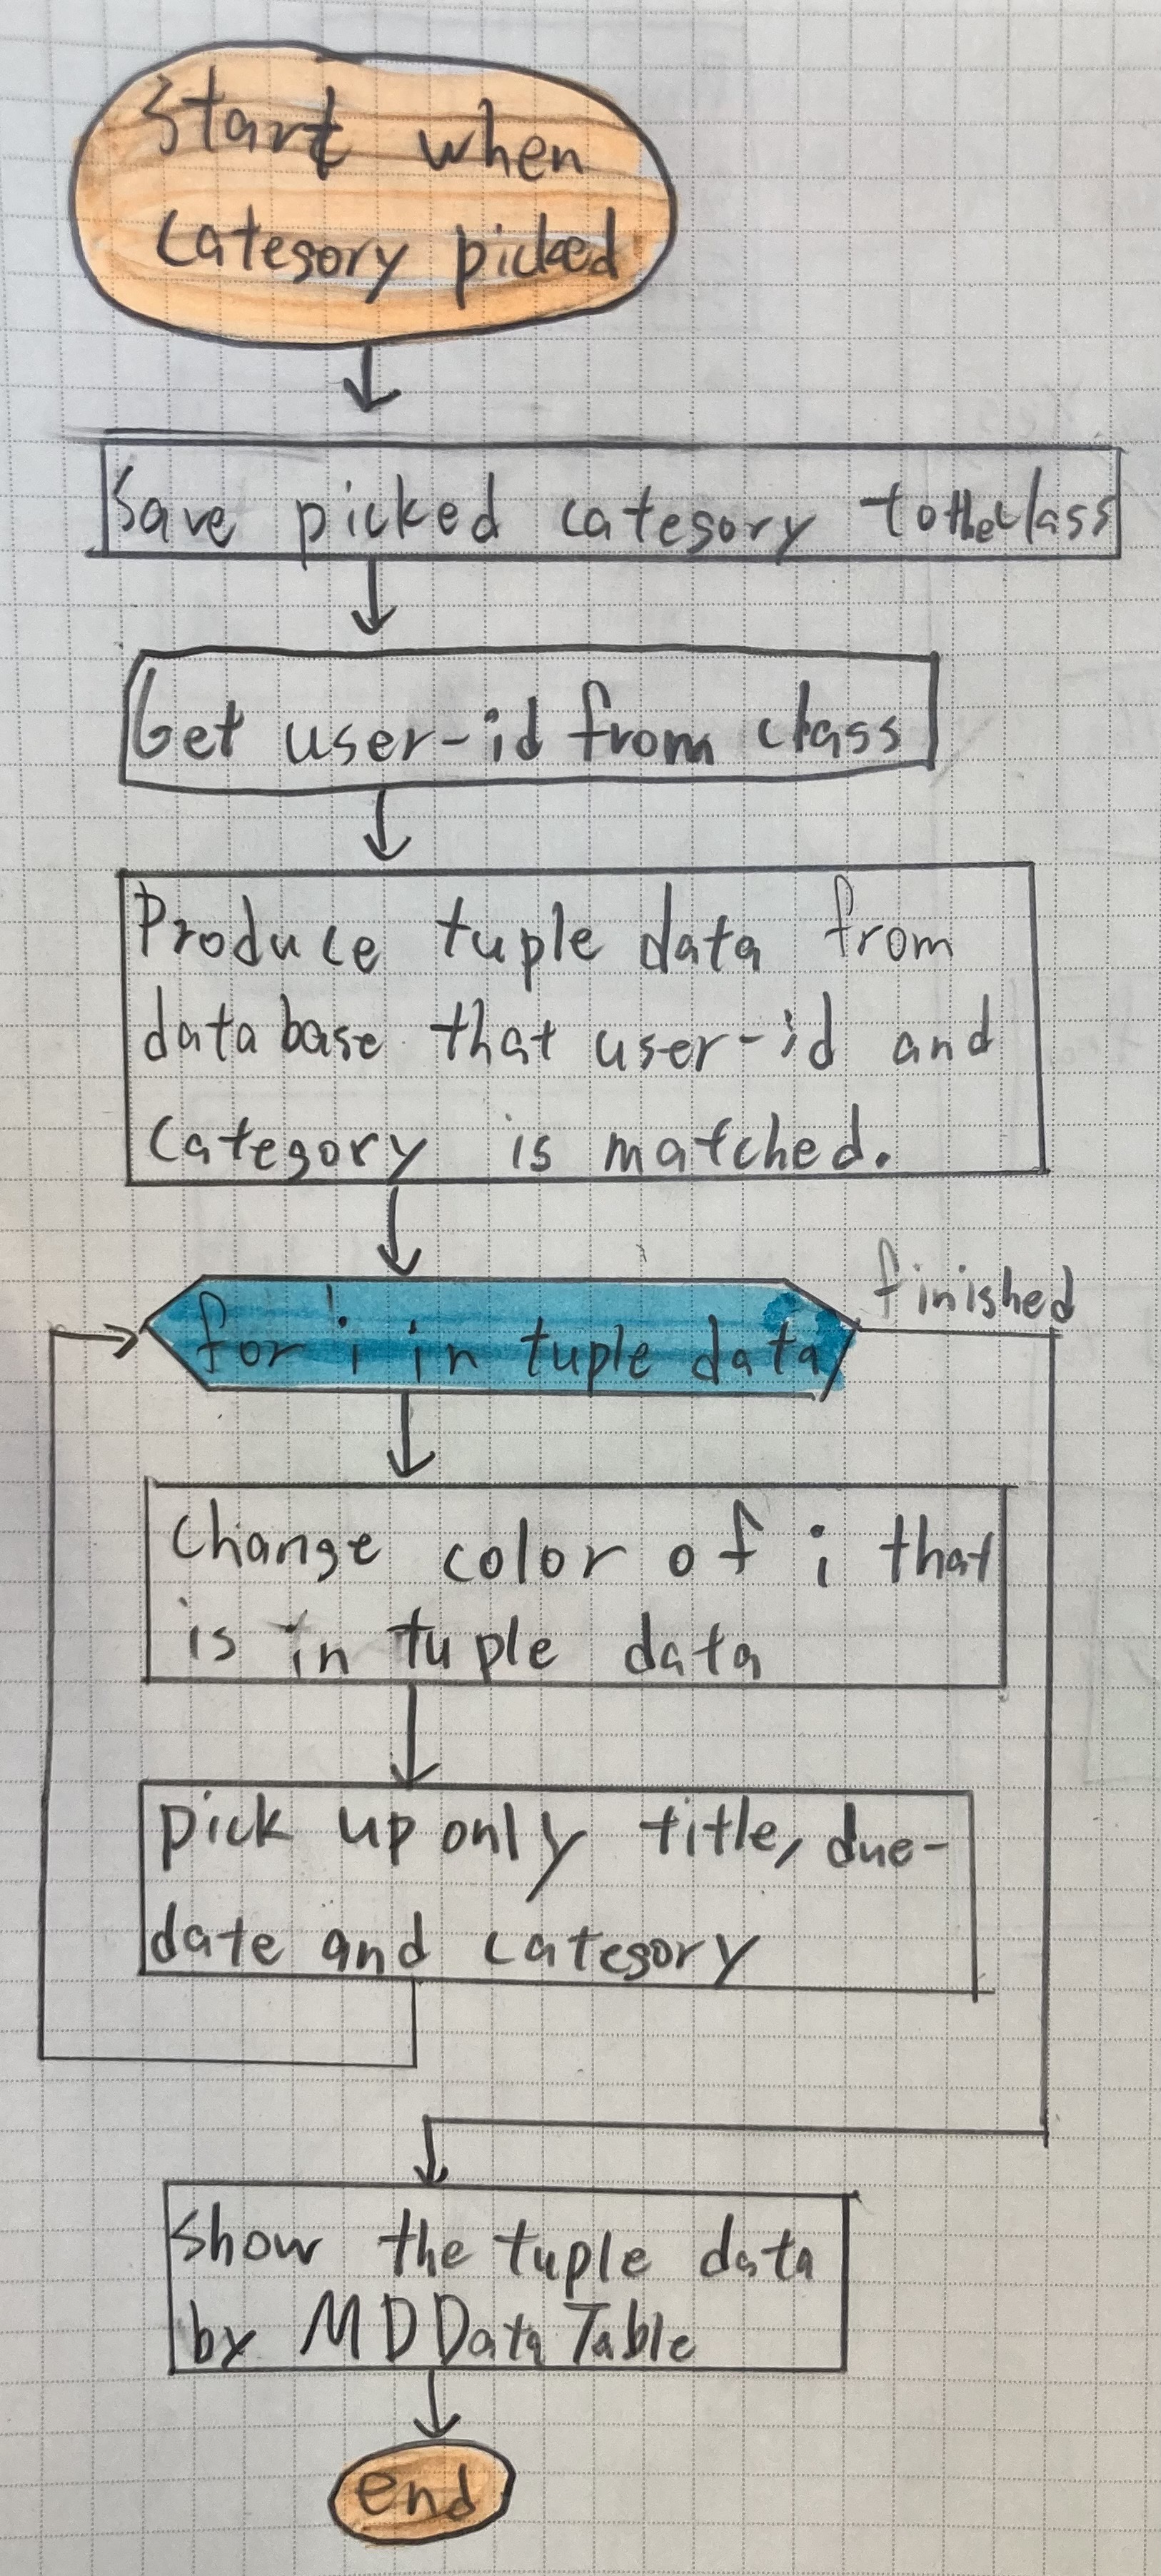 Start when
category picked
Save picked category to the class
Get user-id from class
Produce tuple data from
database that user-id and
category is matched.
finished
for i in tuple data
change color of i that
is in tuple data
pick up only title, due-
date and category
Show the tuple data
by MDDataTable
end